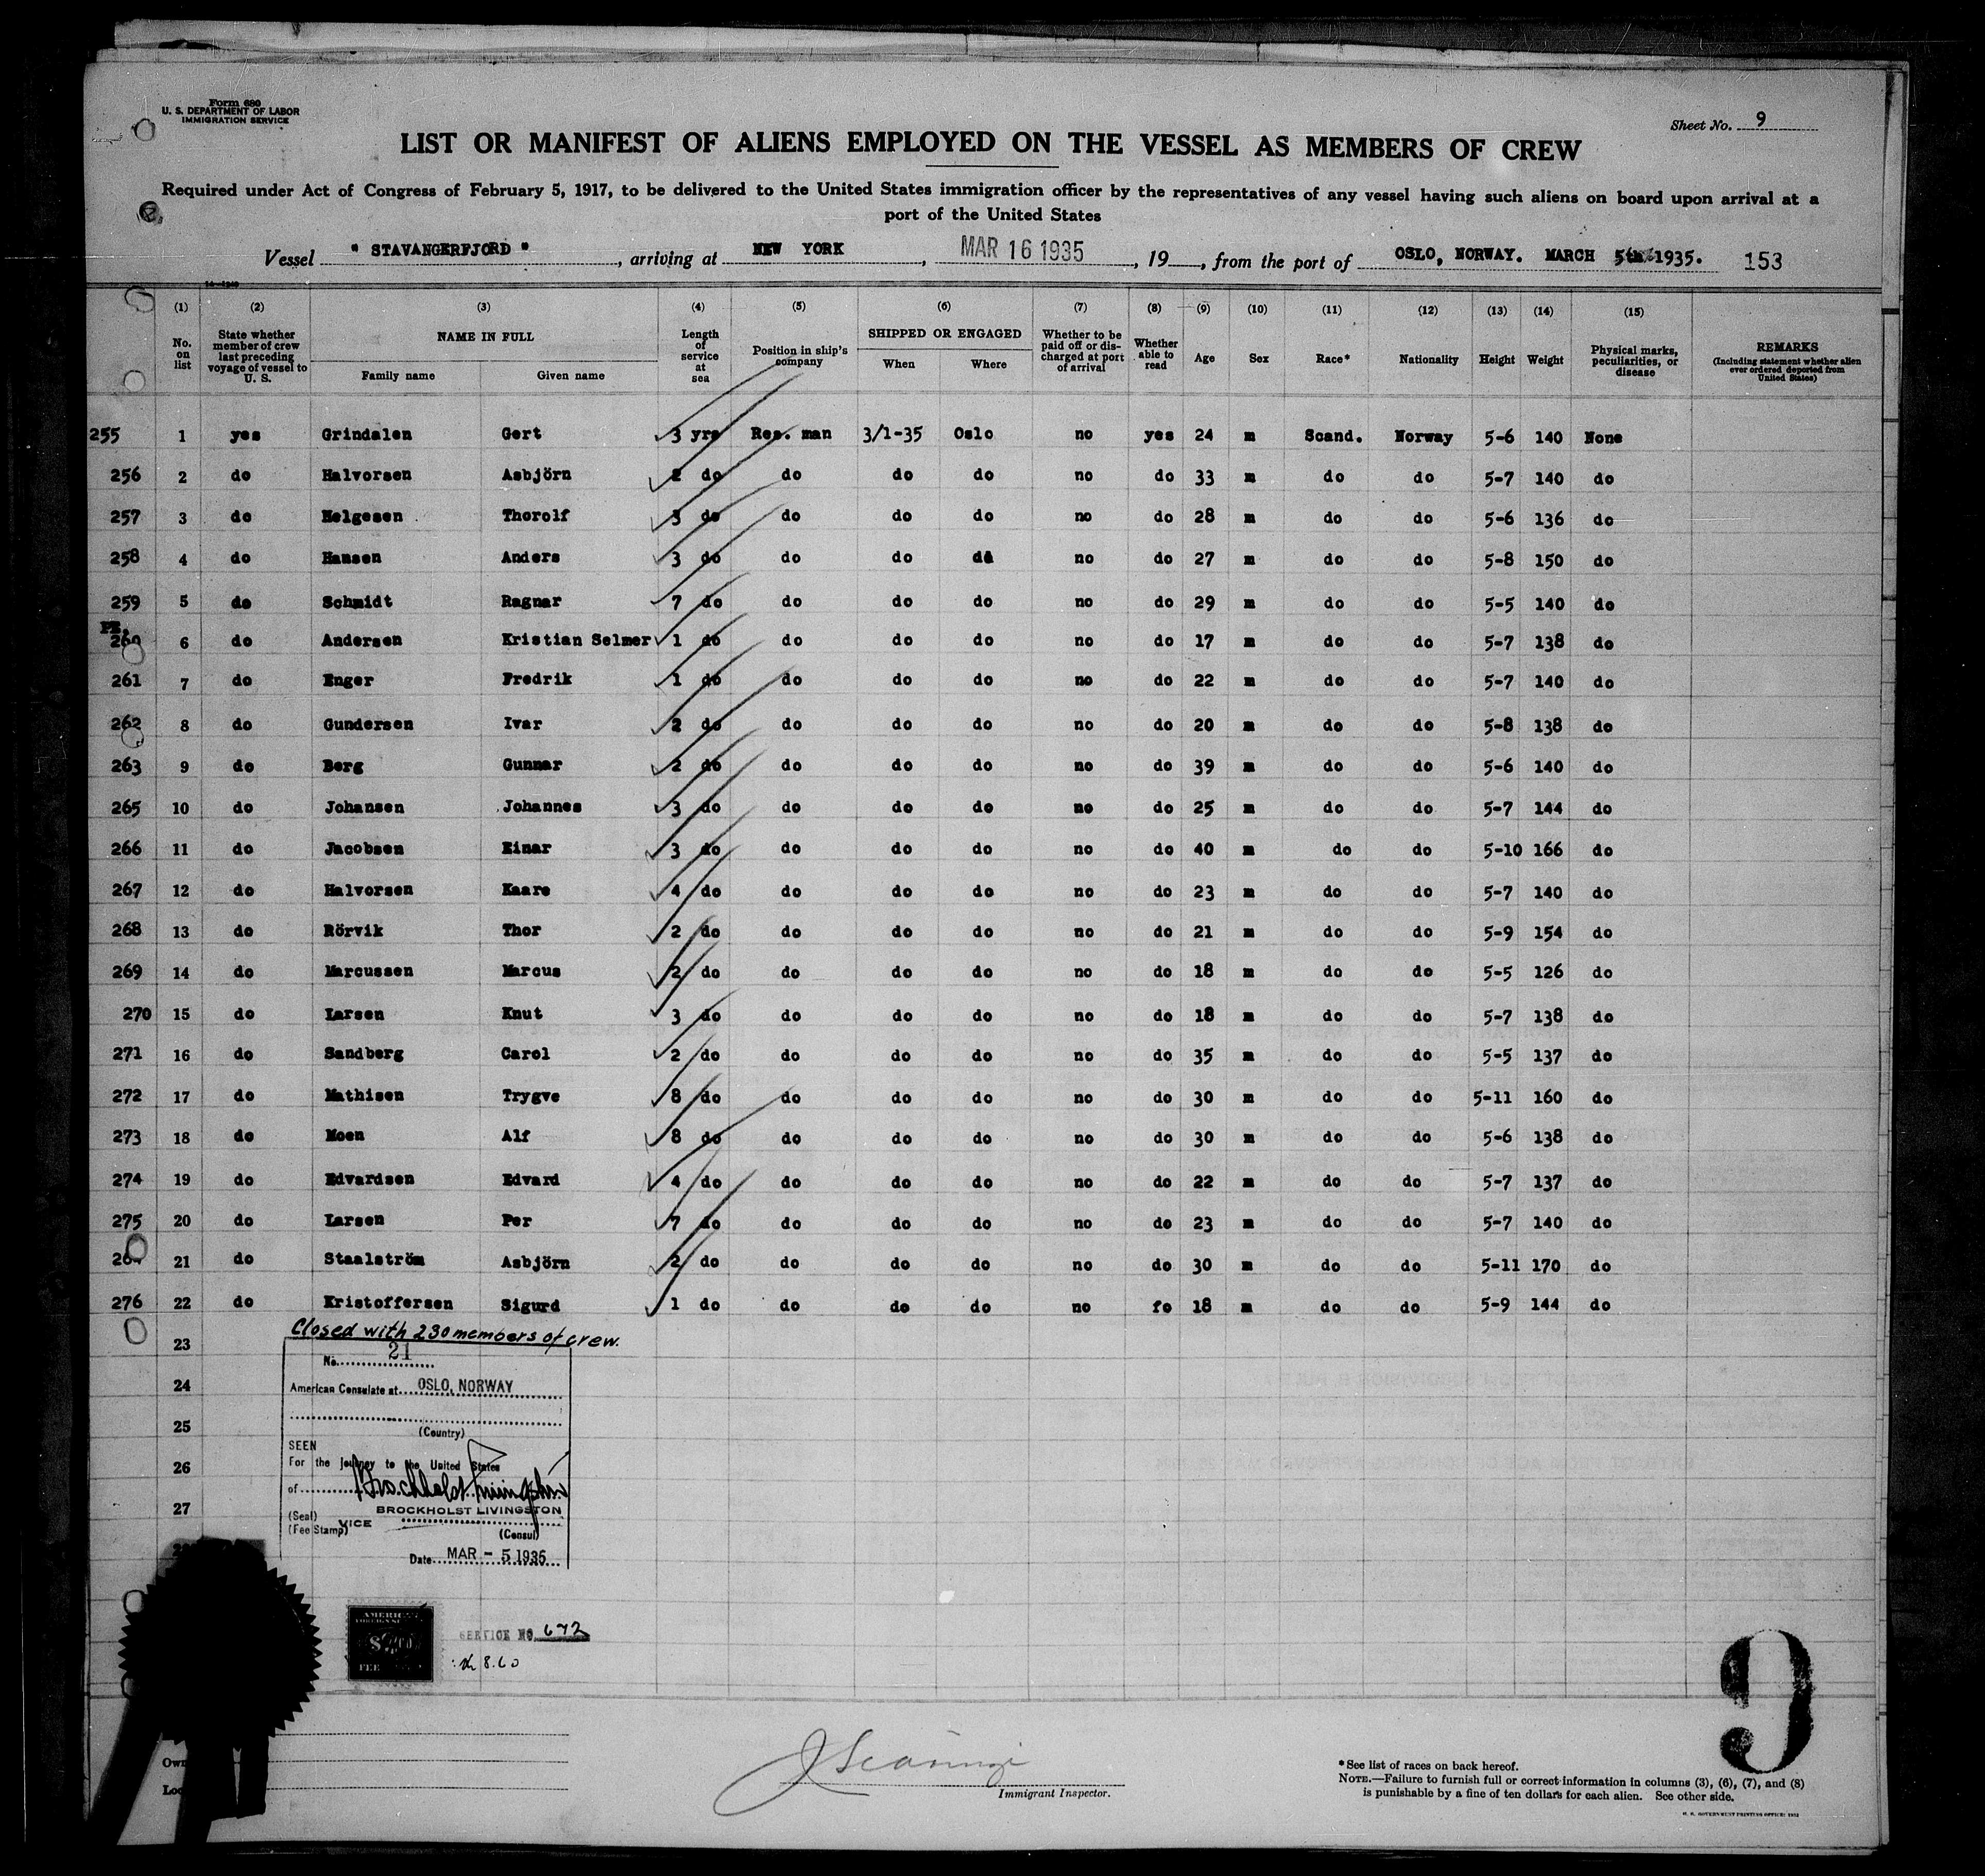 Form 680
U. S. DEPARTMENT OF LABOR
IMMIGRATION SERVICE
Sheet No. 9
LIST OR MANIFEST OF ALIENS EMPLOYED ON THE VESSEL AS MEMBERS OF CREW
Required under Act of Congress of February 5, 1917, to be delivered to the United States immigration officer by the representatives of any vessel having such aliens on board upon arrival at a
port of the United States
Vessel " STAVANGERFJORD ", arriving at NEW YORK, MAR 16 1935, 19, from the port of OSLO, NORWAY. MARCH 5th 1935. 153
(1) (2) (3) (4) (5) (6) (7) (8) (9) (10) (11) (12) (13) (14) (15)
No. on list State whether member of crew last preceding voyage of vessel to U. S. NAME IN FULL Family name Given name Length of service at sea Position in ship's company SHIPPED OR ENGAGED When Where Whether to be paid off or discharged at port of arrival Whether able to read Age Sex Race* Nationality Height Weight Physical marks, peculiarities, or disease REMARKS (Including statement whether alien ever ordered deported from United States)
255 1 yes Grindalen Gert 3 yrs Res. man 3/1-35 Oslo no yes 24 m Scand. Norway 5-6 140 None
256 2 do Halvorsen Asbjörn 2 do do do do no do 33 m do do 5-7 140 do
257 3 do Helgesen Thorolf 3 do do do do no do 28 m do do 5-6 136 do
258 4 do Hansen Anders 3 do do do do no do 27 m do do 5-8 150 do
259 5 do Schmidt Ragnar 7 do do do do no do 29 m do do 5-5 140 do
260 6 do Andersen Kristian Selmer 1 do do do do no do 17 m do do 5-7 138 do
261 7 do Enger Fredrik 1 do do do do no do 22 m do do 5-7 140 do
262 8 do Gundersen Ivar 2 do do do do no do 20 m do do 5-8 138 do
263 9 do Berg Gunnar 2 do do do do no do 39 m do do 5-6 140 do
265 10 do Johansen Johannes 3 do do do do no do 25 m do do 5-7 144 do
266 11 do Jacobsen Einar 3 do do do do no do 40 m do do 5-10 166 do
267 12 do Halvorsen Kaare 4 do do do do no do 23 m do do 5-7 140 do
268 13 do Rörvik Thor 2 do do do do no do 21 m do do 5-9 154 do
269 14 do Marcussen Marcus 2 do do do do no do 18 m do do 5-5 126 do
270 15 do Larsen Knut 3 do do do do no do 18 m do do 5-7 138 do
271 16 do Sandberg Carol 2 do do do do no do 35 m do do 5-5 137 do
272 17 do Mathisen Trygve 8 do do do do no do 30 m do do 5-11 160 do
273 18 do Moen Alf 8 do do do do no do 30 m do do 5-6 138 do
274 19 do Edvardsen Edvard 4 do do do do no do 22 m do do 5-7 137 do
275 20 do Larsen Per 7 do do do do no do 23 m do do 5-7 140 do
264 21 do Staalström Asbjörn 2 do do do do no do 30 m do do 5-11 170 do
276 22 do Kristoffersen Sigurd 1 do do do do no fo 18 m do do 5-9 144 do
Closed with 230 members of crew.
23
No. 21
24
American Consulate at OSLO, NORWAY
25
(Country)
SEEN
26
For the journey to the United States
of
27
BROCKHOLST LIVINGSTON
(Seal)
(Fee Stamp) VICE (Consul)
Date MAR - 5 1935
FEE
SERVICE NO. 672
8.60
9
Immigrant Inspector.
*See list of races on back hereof.
NOTE.—Failure to furnish full or correct information in columns (3), (6), (7), and (8)
is punishable by a fine of ten dollars for each alien. See other side.